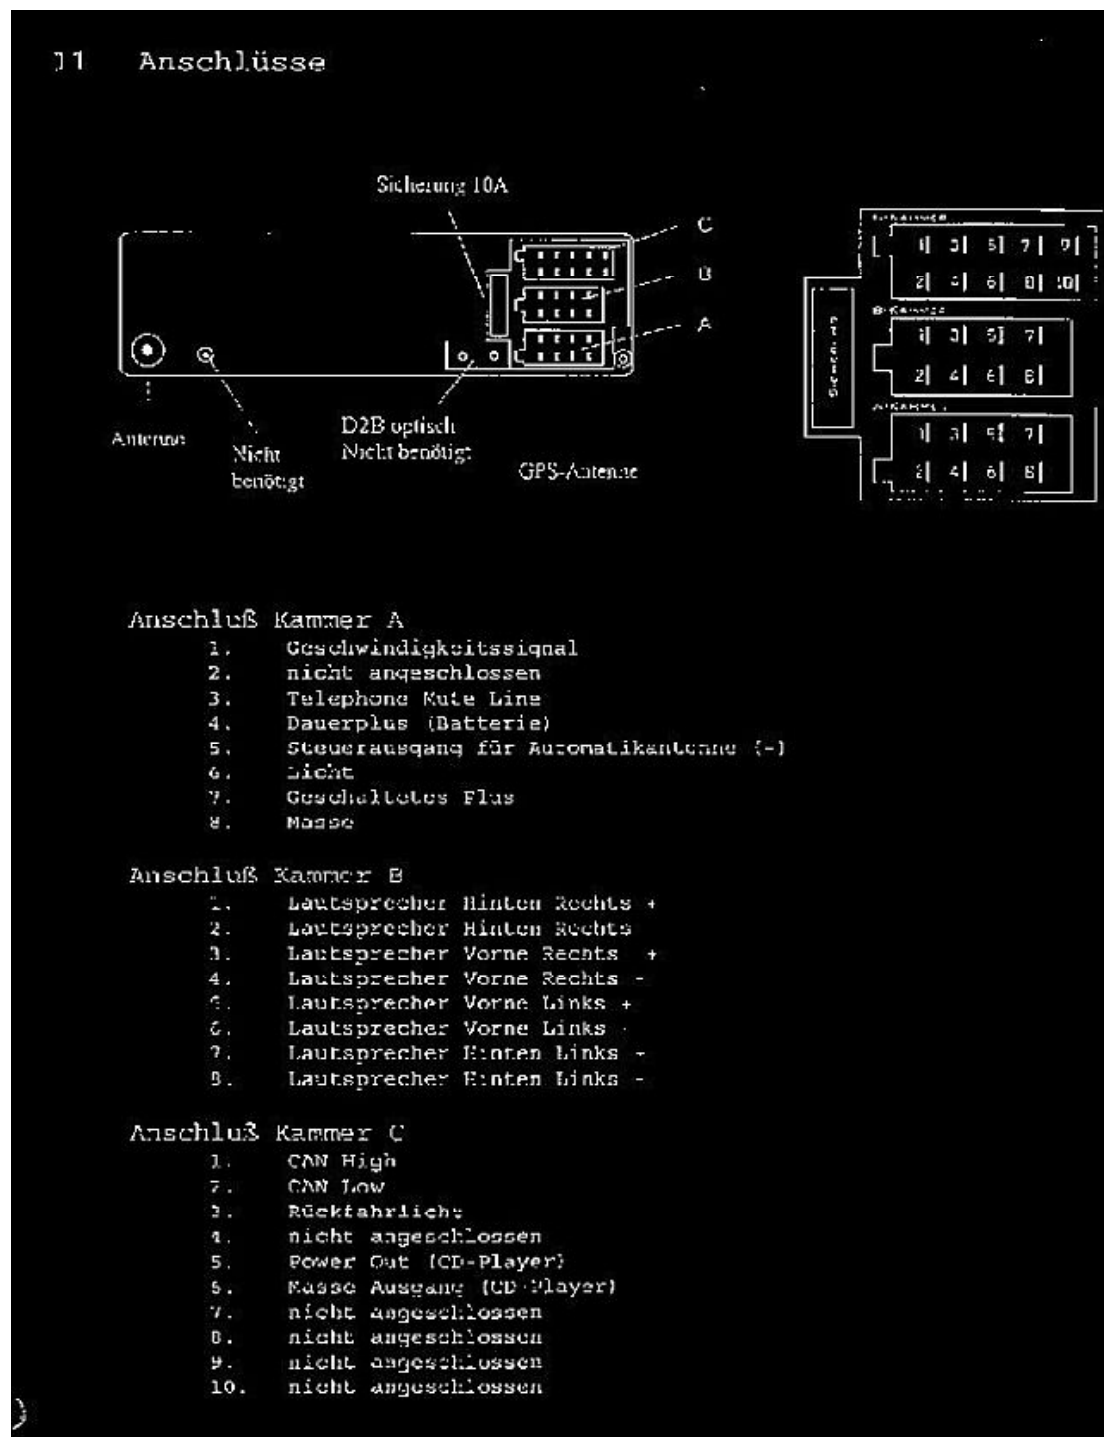 11 Anschlüsse
Sicherung 10A
C
B
A
Antenne
Nicht
benötigt
D2B optisch
Nicht benötigt
GPS-Antenne
1 3 5 7 9
2 4 6 8 10
1 3 5 7
2 4 6 8
1 3 5 7
2 4 6 8
Anschluß Kammer A
1. Geschwindigkeitssignal
2. nicht angeschlossen
3. Telephone Mute Line
4. Dauerplus (Batterie)
5. Steuerausgang für Automatikantenne (-)
6. Licht
7. Geschaltetes Plus
8. Masse
Anschluß Kammer B
1. Lautsprecher Hinten Rechts +
2. Lautsprecher Hinten Rechts
3. Lautsprecher Vorne Rechts +
4. Lautsprecher Vorne Rechts -
5. Lautsprecher Vorne Links +
6. Lautsprecher Vorne Links -
7. Lautsprecher Hinten Links -
8. Lautsprecher Hinten Links -
Anschluß Kammer C
1. CAN High
2. CAN Low
3. Rückfahrlicht
4. nicht angeschlossen
5. Power Out (CD-Player)
6. Masse Ausgang (CD-Player)
7. nicht angeschlossen
8. nicht angeschlossen
9. nicht angeschlossen
10. nicht angeschlossen